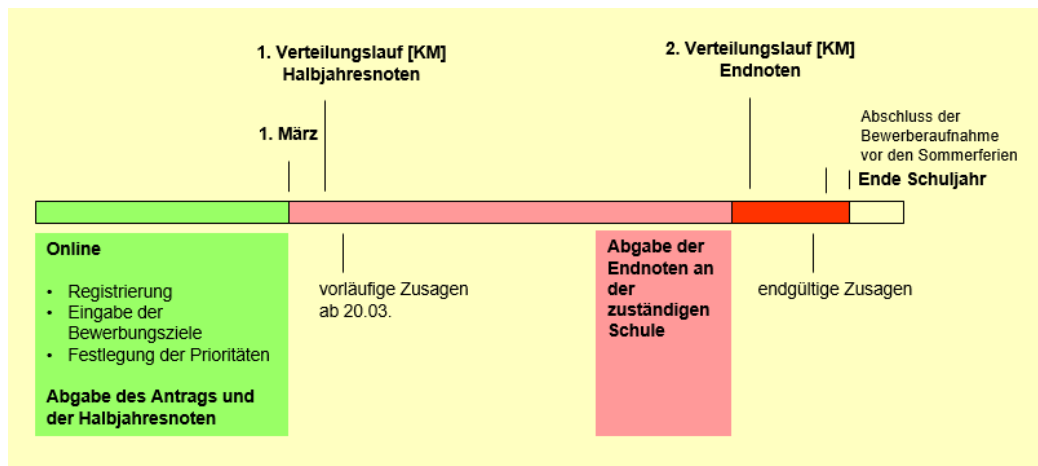 1. Verteilungslauf [KM]
Halbjahresnoten
2. Verteilungslauf [KM]
Endnoten
1. März
Abschluss der
Bewerberaufnahme
vor den Sommerferien
Ende Schuljahr
Online
• Registrierung
• Eingabe der
Bewerbungsziele
• Festlegung der Prioritäten
Abgabe des Antrags und
der Halbjahresnoten
vorläufige Zusagen
ab 20.03.
Abgabe der
Endnoten an
der
zuständigen
Schule
endgültige Zusagen